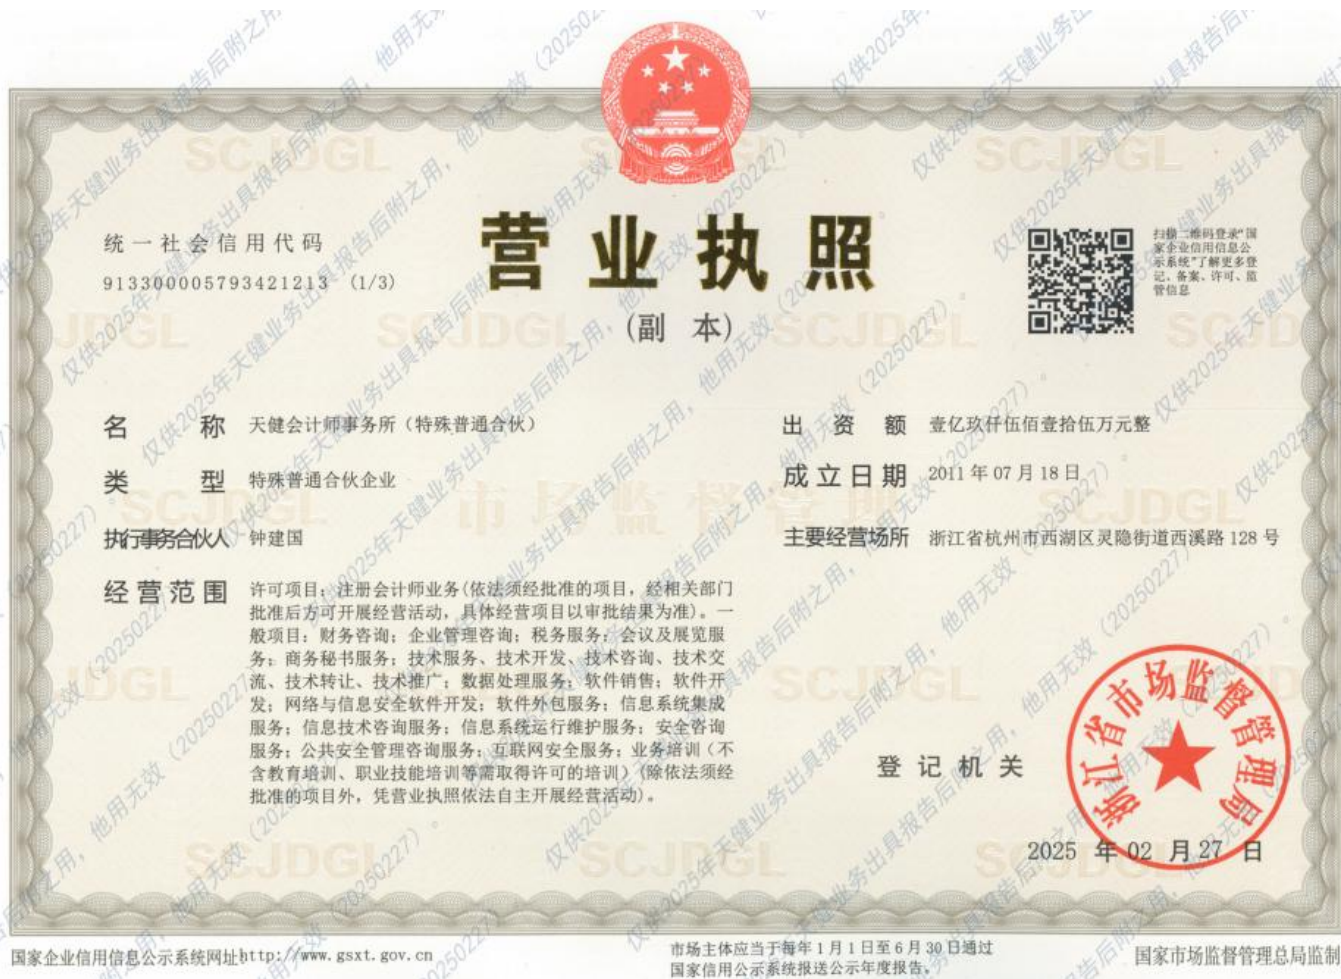 营业执照
(副 本)
统一社会信用代码
913300005793421213 (1/3)
扫描二维码登录“国
家企业信用信息公
示系统”了解更多登
记、备案、许可、监
管信息
名 称 天健会计师事务所（特殊普通合伙）
类 型 特殊普通合伙企业
执行事务合伙人 钟建国
经营范围 许可项目：注册会计师业务(依法须经批准的项目，经相关部门
批准后方可开展经营活动，具体经营项目以审批结果为准)。一
般项目：财务咨询；企业管理咨询；税务服务；会议及展览服
务；商务秘书服务；技术服务、技术开发、技术咨询、技术交
流、技术转让、技术推广；数据处理服务；软件销售；软件开
发；网络与信息安全软件开发；软件外包服务；信息系统集成
服务；信息技术咨询服务；信息系统运行维护服务；安全咨询
服务；公共安全管理咨询服务；互联网安全服务；业务培训（不
含教育培训、职业技能培训等需取得许可的培训）(除依法须经
批准的项目外，凭营业执照依法自主开展经营活动)。
出 资 额 壹亿玖仟伍佰壹拾伍万元整
成立日期 2011 年 07 月 18 日
主要经营场所 浙江省杭州市西湖区灵隐街道西溪路 128 号
登记机关
浙江省市场监督管理局
2025 年 02 月 27 日
国家企业信用信息公示系统网址http://www.gsxt.gov.cn
市场主体应当于每年 1 月 1 日至 6 月 30 日通过
国家信用公示系统报送公示年度报告。
国家市场监督管理总局监制
SCJDGL
市场监督管理
仅供2025年天健业务出具报告后附之用，他用无效（20250227）。